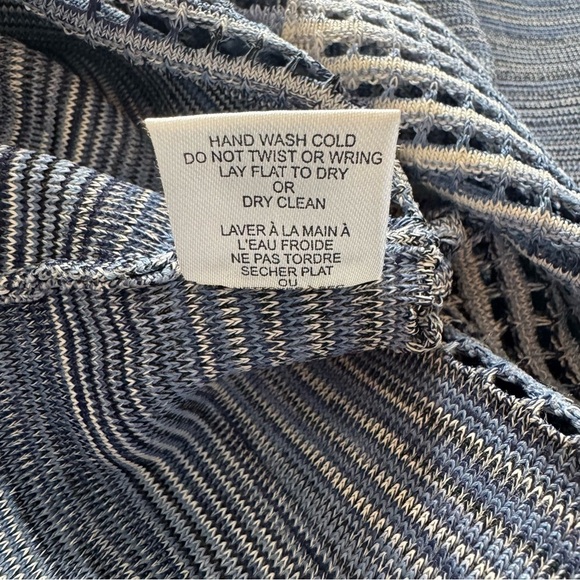 HAND WASH COLD
DO NOT TWIST OR WRING
LAY FLAT TO DRY
OR
DRY CLEAN
LAVER À LA MAIN À
L'EAU FROIDE
NE PAS TORDRE
SECHER PLAT
OU